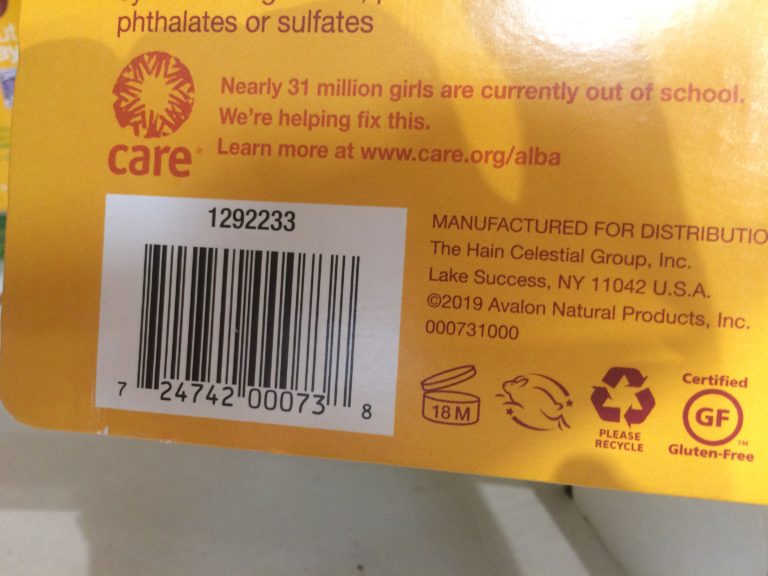 phthalates or sulfates
care
Nearly 31 million girls are currently out of school.
We're helping fix this.
Learn more at www.care.org/alba
1292233
7 24742 00073 8
MANUFACTURED FOR DISTRIBUTIO
The Hain Celestial Group, Inc.
Lake Success, NY 11042 U.S.A.
©2019 Avalon Natural Products, Inc.
000731000
18 M
PLEASE
RECYCLE
Certified
GF
TM
Gluten-Free